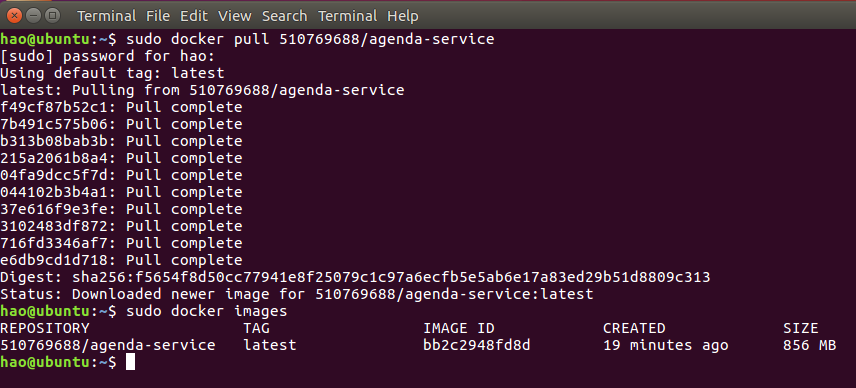 Terminal File Edit View Search Terminal Help
hao@ubuntu:~$ sudo docker pull 510769688/agenda-service
[sudo] password for hao:
Using default tag: latest
latest: Pulling from 510769688/agenda-service
f49cf87b52c1: Pull complete
7b491c575b06: Pull complete
b313b08bab3b: Pull complete
215a2061b8a4: Pull complete
04fa9dcc5f7d: Pull complete
044102b3b4a1: Pull complete
37e616f9e3fe: Pull complete
3102483df872: Pull complete
716fd3346af7: Pull complete
e6db9cd1d718: Pull complete
Digest: sha256:f5654f8d50cc77941e8f25079c1c97a6ecfb5e5ab6e17a83ed29b51d8809c313
Status: Downloaded newer image for 510769688/agenda-service:latest
hao@ubuntu:~$ sudo docker images
REPOSITORY TAG IMAGE ID CREATED SIZE
510769688/agenda-service latest bb2c2948fd8d 19 minutes ago 856 MB
hao@ubuntu:~$